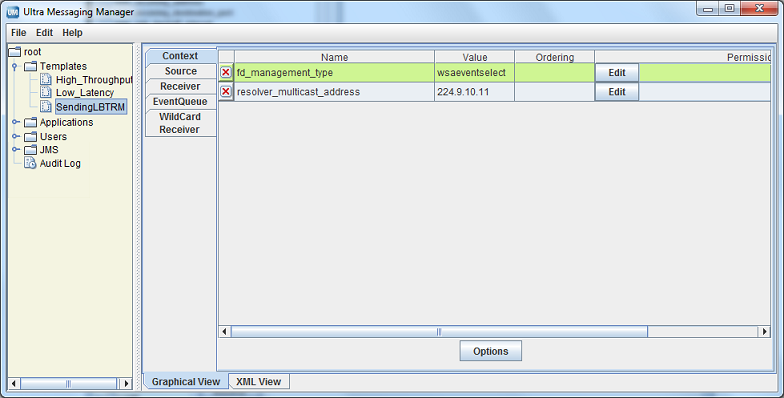 UM Ultra Messaging Manager
File Edit Help
root
Templates
High_Throughput
Low_Latency
SendingLBTRM
Applications
Users
JMS
Audit Log
Context
Source
Receiver
EventQueue
WildCard
Receiver
Name Value Ordering Permissio
fd_management_type wsaeventselect Edit
resolver_multicast_address 224.9.10.11 Edit
Options
Graphical View XML View